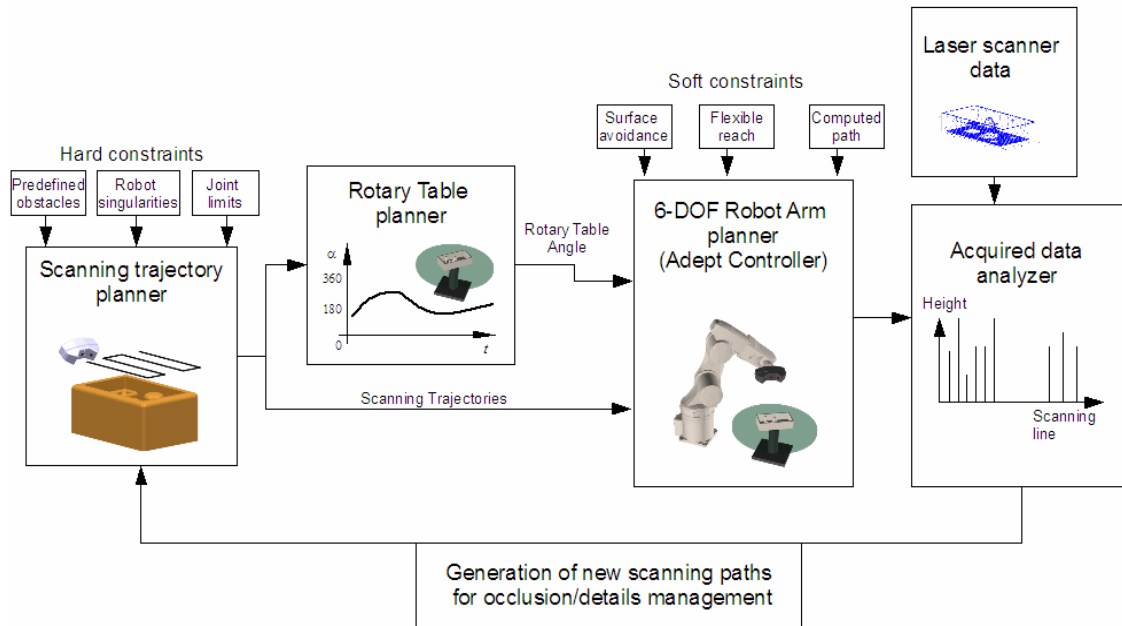 Laser scanner
data
Soft constraints
Surface
avoidance
Flexible
reach
Computed
path
Hard constraints
Predefined
obstacles
Robot
singularities
Joint
limits
Rotary Table
planner
α
360
180
0
t
Rotary Table
Angle
6-DOF Robot Arm
planner
(Adept Controller)
Acquired data
analyzer
Height
Scanning
line
Scanning trajectory
planner
Scanning Trajectories
Generation of new scanning paths
for occlusion/details management